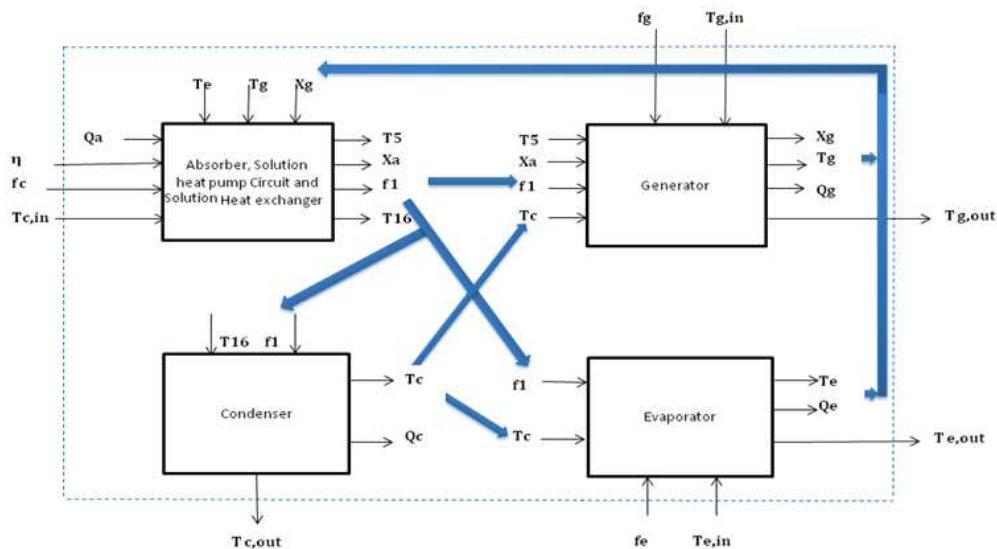 fg Tg,in
Te Tg Xg
Qa
η
fc
Tc,in
Absorber, Solution
heat pump Circuit and
Solution Heat exchanger
T5
Xa
f1
T16
T5
Xa
f1
Tc
Generator
Xg
Tg
Qg
Tg,out
T16 f1
Condenser
Tc
Qc
Tc,out
f1
Tc
Evaporator
Te
Qe
Te,out
fe Te,in